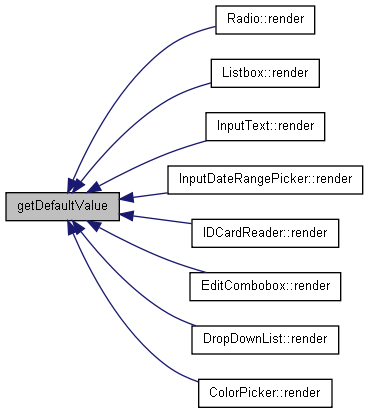 Radio::render
Listbox::render
InputText::render
InputDateRangePicker::render
getDefaultValue
IDCardReader::render
EditCombobox::render
DropDownList::render
ColorPicker::render